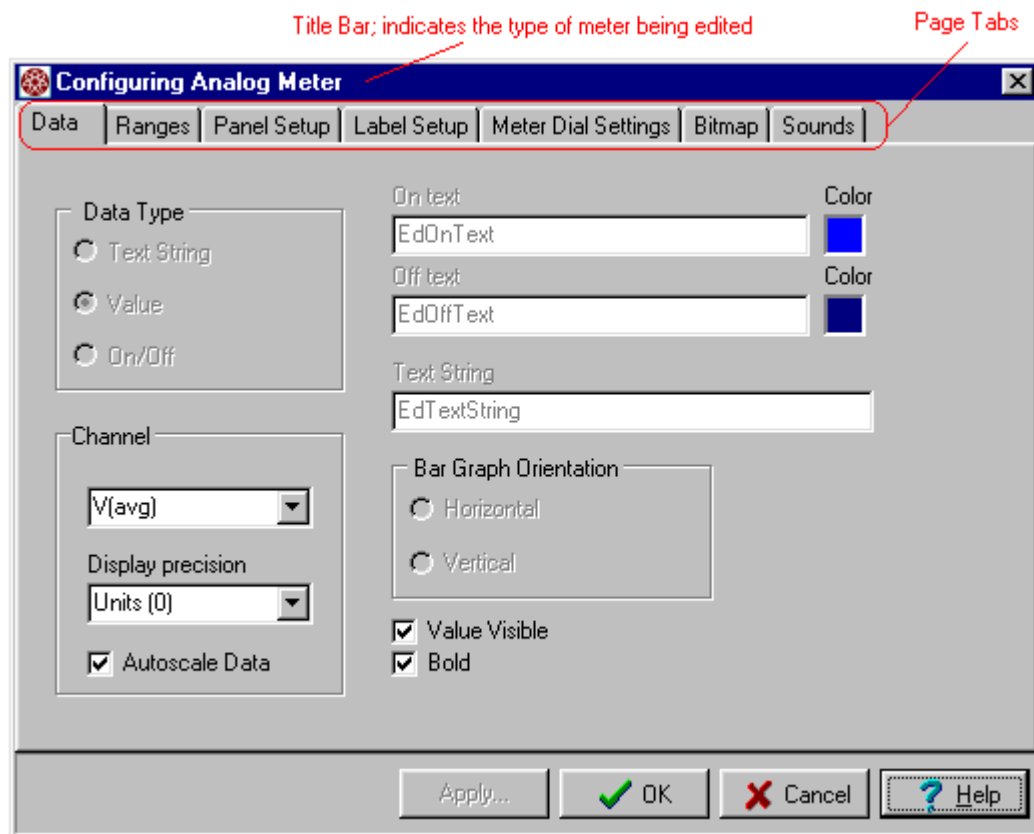 Title Bar; indicates the type of meter being edited
Page Tabs
Configuring Analog Meter
Data Ranges Panel Setup Label Setup Meter Dial Settings Bitmap Sounds
Data Type
Text String
Value
On/Off
Channel
V(avg)
Display precision
Units (0)
Autoscale Data
On text Color
EdOnText
Off text Color
EdOffText
Text String
EdTextString
Bar Graph Orientation
Horizontal
Vertical
Value Visible
Bold
Apply... OK Cancel Help